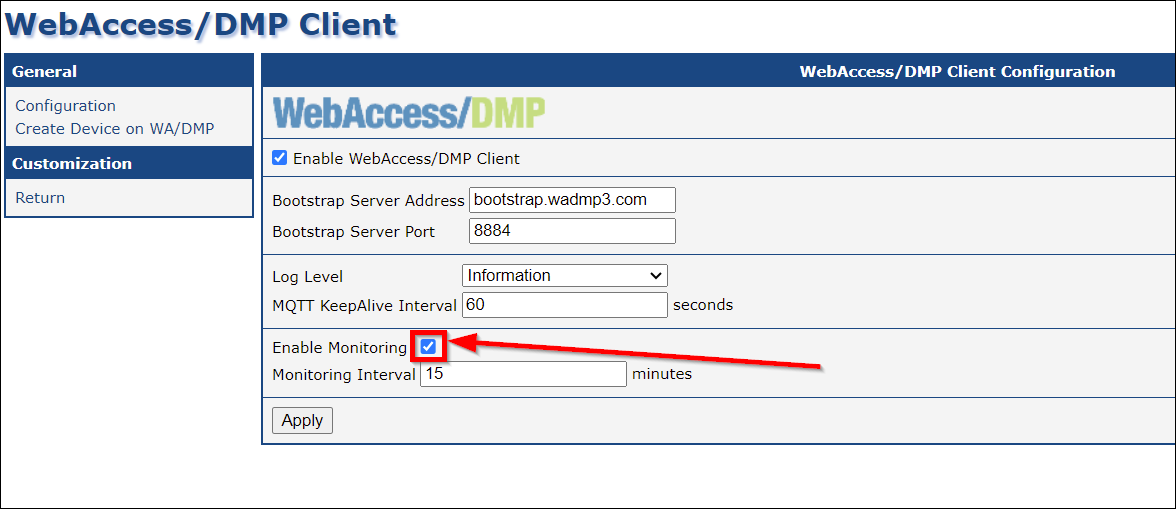 WebAccess/DMP Client
General
Configuration
Create Device on WA/DMP
Customization
Return
WebAccess/DMP Client Configuration
WebAccess/DMP
Enable WebAccess/DMP Client
Bootstrap Server Address bootstrap.wadmp3.com
Bootstrap Server Port 8884
Log Level Information
MQTT KeepAlive Interval 60 seconds
Enable Monitoring
Monitoring Interval 15 minutes
Apply